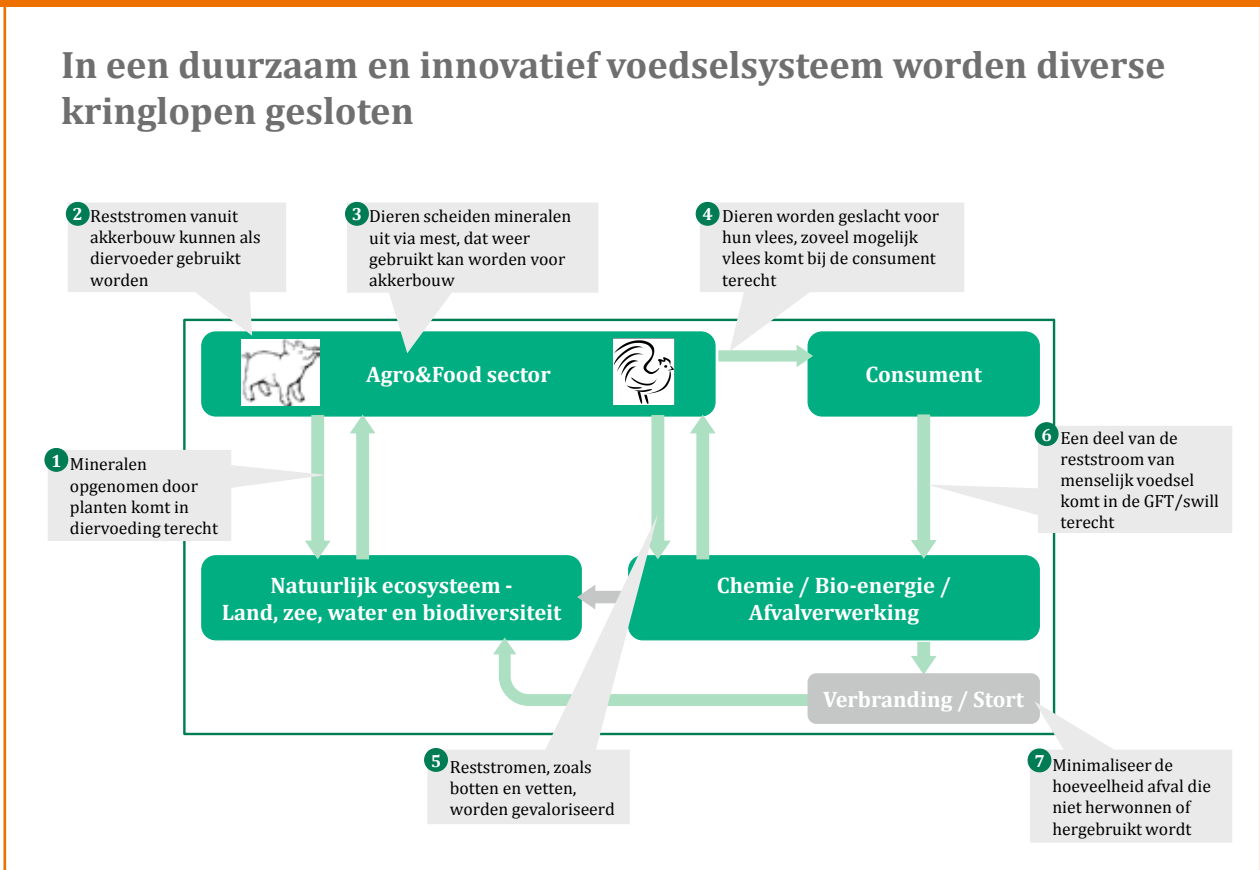 In een duurzaam en innovatief voedselsysteem worden diverse
kringlopen gesloten
2 Reststromen vanuit
akkerbouw kunnen als
diervoeder gebruikt
worden
3 Dieren scheiden mineralen
uit via mest, dat weer
gebruikt kan worden voor
akkerbouw
4 Dieren worden geslacht voor
hun vlees, zoveel mogelijk
vlees komt bij de consument
terecht
Agro&Food sector
Consument
1 Mineralen
opgenomen door
planten komt in
diervoeding terecht
6 Een deel van de
reststroom van
menselijk voedsel
komt in de GFT/swill
terecht
Natuurlijk ecosysteem -
Land, zee, water en biodiversiteit
Chemie / Bio-energie /
Afvalverwerking
Verbranding / Stort
5 Reststromen, zoals
botten en vetten,
worden gevaloriseerd
7 Minimaliseer de
hoeveelheid afval die
niet herwonnen of
hergebruikt wordt